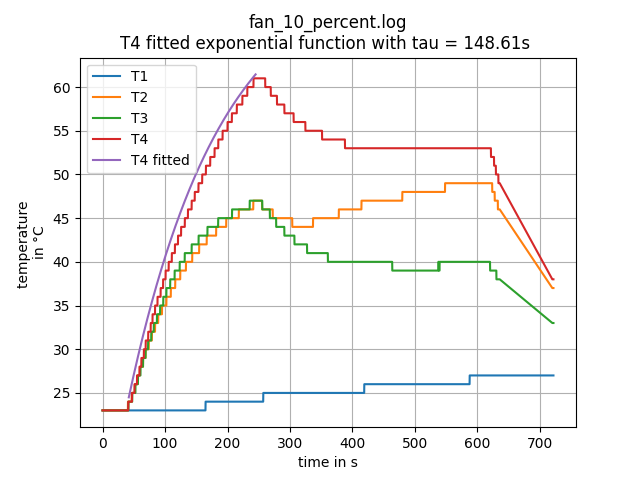 fan_10_percent.log
T4 fitted exponential function with tau = 148.61s
T1
T2
T3
T4
T4 fitted
temperature
in °C
60
55
50
45
40
35
30
25
0 100 200 300 400 500 600 700
time in s